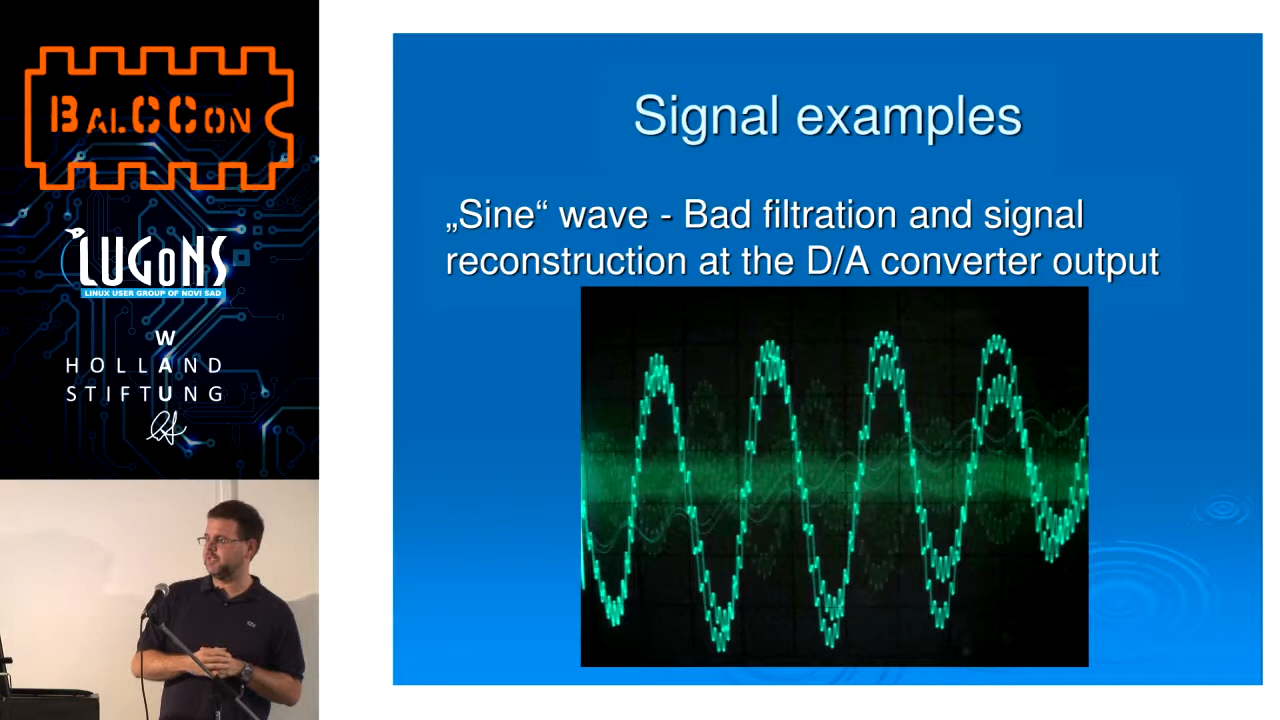 BALCCON
LUGONS
LINUX USER GROUP OF NOVI SAD
W
HOLLAND
STIFTUNG
Signal examples
„Sine“ wave - Bad filtration and signal
reconstruction at the D/A converter output